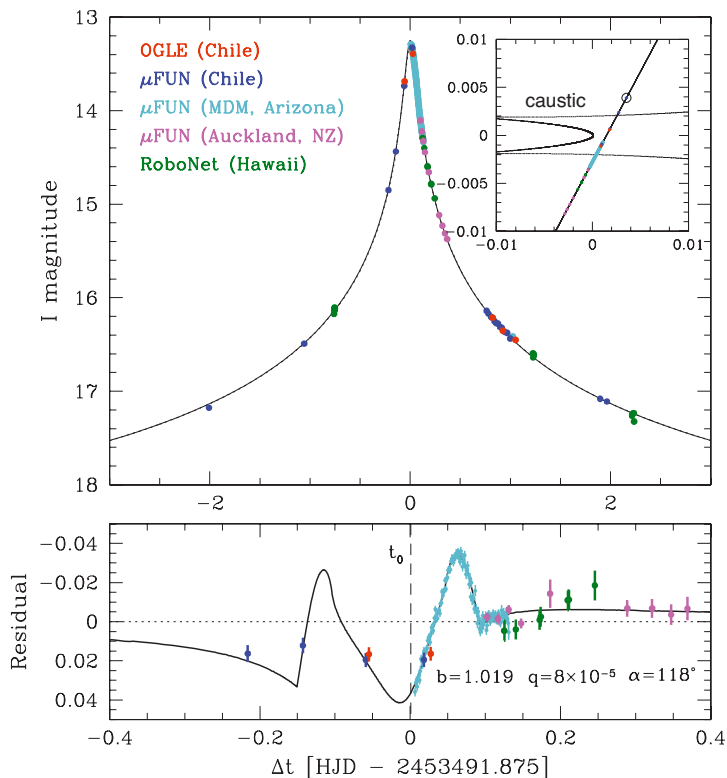 13
14
15
16
17
18
I magnitude
OGLE (Chile)
μFUN (Chile)
μFUN (MDM, Arizona)
μFUN (Auckland, NZ)
RoboNet (Hawaii)
0.01
0.005
0
-0.005
-0.01
caustic
-0.01
0
0.01
−2
0
2
−0.04
−0.02
0
0.02
0.04
Residual
t₀
b=1.019 q=8×10⁻⁵ α=118°
−0.4
−0.2
0
0.2
0.4
Δt [HJD − 2453491.875]